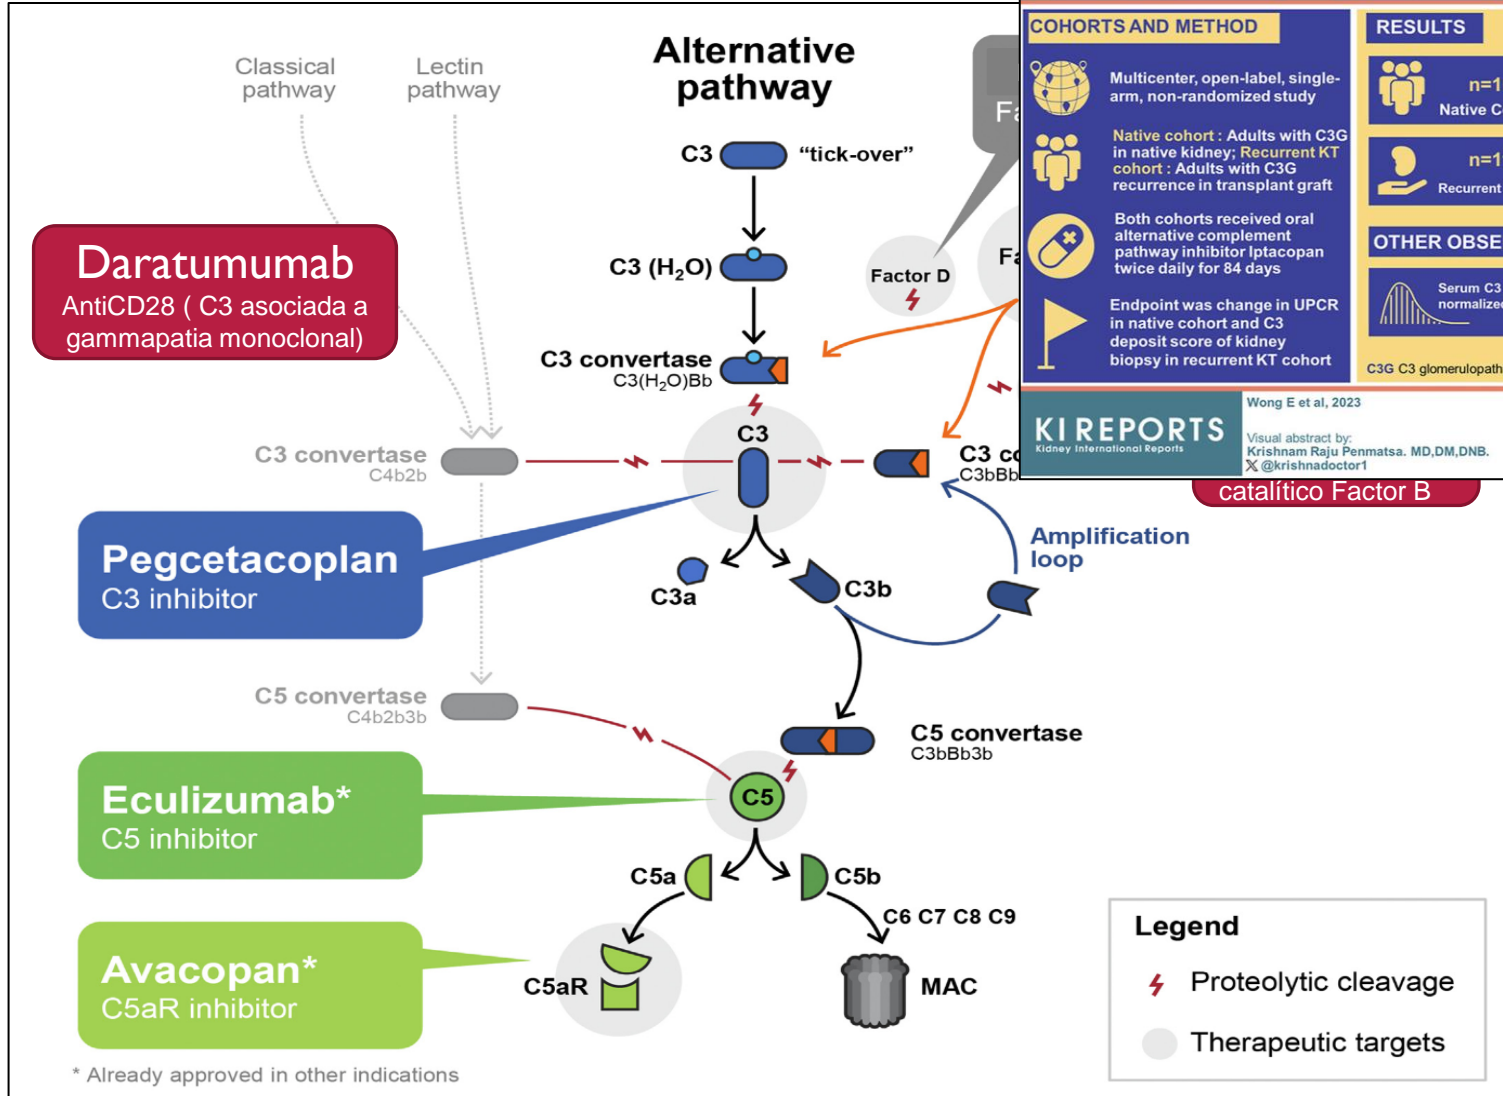 Classical
pathway
Lectin
pathway
Alternative
pathway
C3
“tick-over”
C3 (H₂O)
C3 convertase
C3(H₂O)Bb
Factor D
Daratumumab
AntiCD28 ( C3 asociada a
gammapatia monoclonal)
C3 convertase
C4b2b
C3
C3bBb
Amplification
loop
Pegcetacoplan
C3 inhibitor
C3a
C3b
C5 convertase
C4b2b3b
C5 convertase
C3bBb3b
Eculizumab*
C5 inhibitor
C5
C5a
C5b
C6 C7 C8 C9
Avacopan*
C5aR inhibitor
C5aR
MAC
* Already approved in other indications
Legend
Proteolytic cleavage
Therapeutic targets
COHORTS AND METHOD
Multicenter, open-label, single-
arm, non-randomized study
Native cohort : Adults with C3G
in native kidney; Recurrent KT
cohort : Adults with C3G
recurrence in transplant graft
Both cohorts received oral
alternative complement
pathway inhibitor Iptacopan
twice daily for 84 days
Endpoint was change in UPCR
in native cohort and C3
deposit score of kidney
biopsy in recurrent KT cohort
RESULTS
n=1
Native
n=1
Recurrent
OTHER
Serum C3
normalized
C3G C3
KI REPORTS
Kidney International Reports
Wong E et al, 2023
Visual abstract by:
Krishnam Raju Penmatsa. MD,DM,DNB.
X @krishnadoctor1
catalítico Factor B